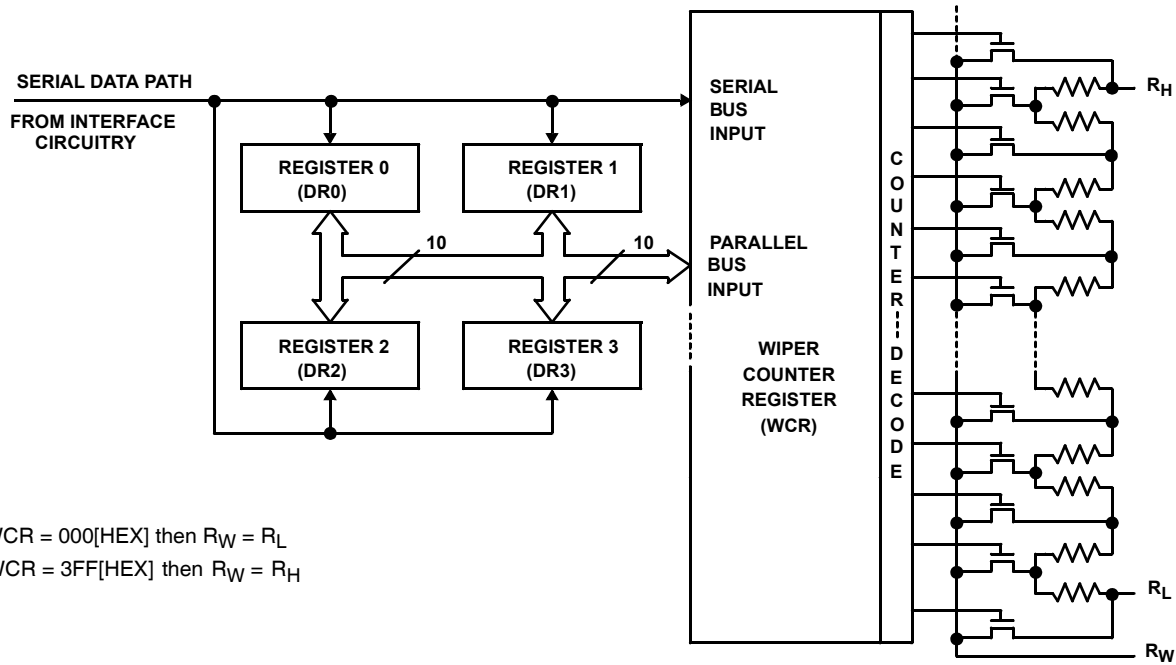 SERIAL DATA PATH
FROM INTERFACE
CIRCUITRY
REGISTER 0
(DR0)
REGISTER 1
(DR1)
10
10
REGISTER 2
(DR2)
REGISTER 3
(DR3)
SERIAL
BUS
INPUT
PARALLEL
BUS
INPUT
WIPER
COUNTER
REGISTER
(WCR)
COUNTER
DECODE
RH
RL
RW
WCR = 000[HEX] then RW = RL
WCR = 3FF[HEX] then RW = RH